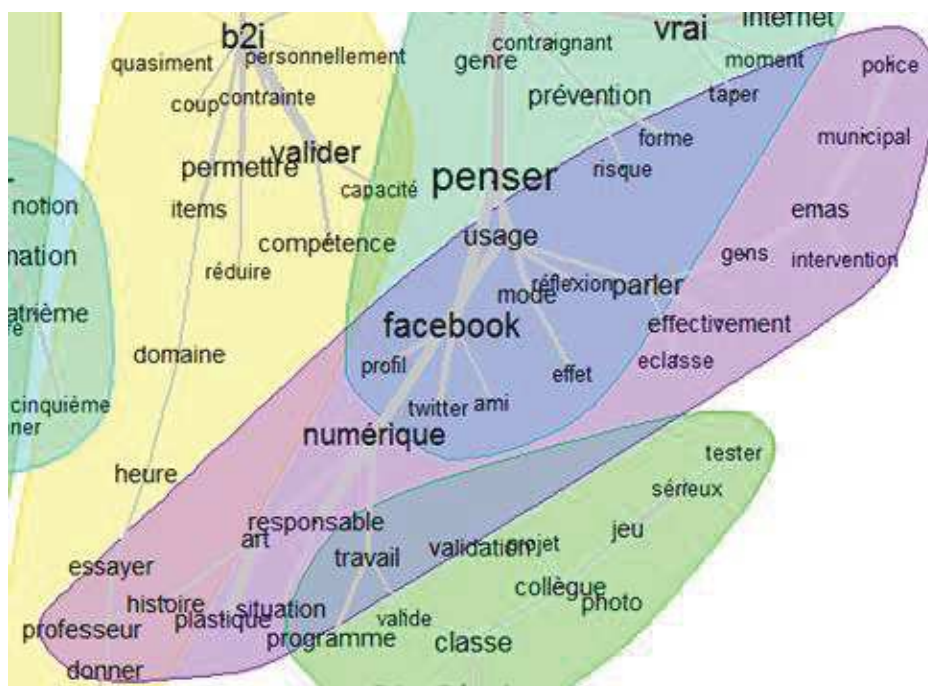 b2i
vrai
internet
quasiment
personnellement
contraignant
genre
moment
police
coup
contrainte
prévention
taper
municipal
forme
valider
permettre
risque
penser
capacité
notion
items
emas
usage
compétence
gens
mation
réduire
intervention
mode
réflexion
parler
facebook
effectivement
domaine
profil
eclasse
effet
cinquième
twitter
ami
ner
numérique
tester
heure
sérieux
responsable
jeu
art
travail
validation
projet
essayer
collègue
histoire
situation
photo
plastique
valide
professeur
programme
classe
donner